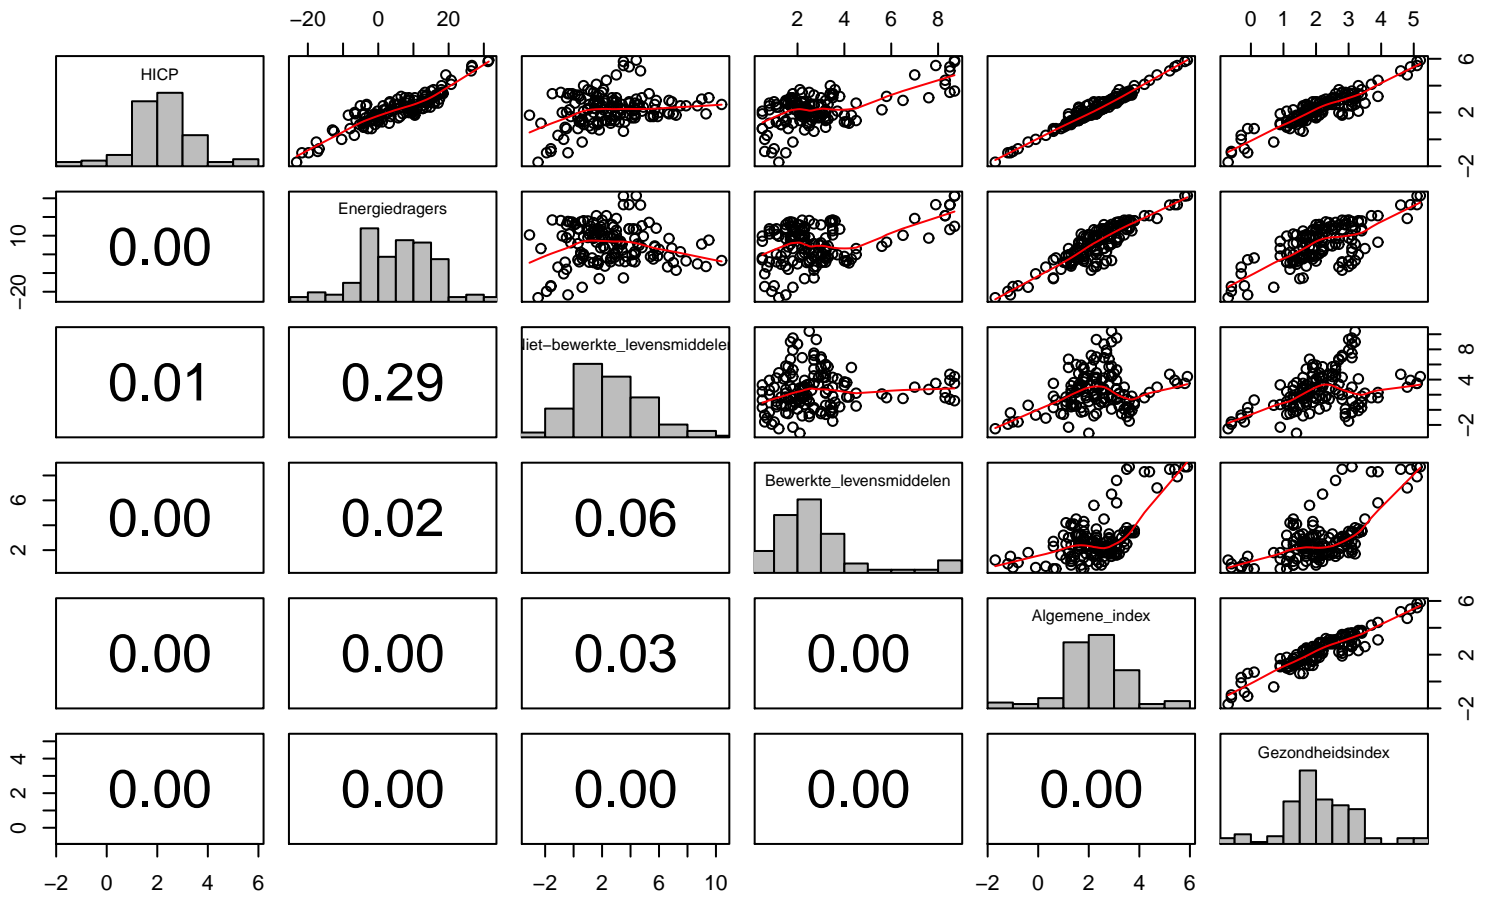 −20 0 20 2 4 6 8 0 1 2 3 4 5
HICP
−2 2 6
Energiedragers
−20 10
0.00
liet−bewerkte_levensmiddeler
−2 4 8
0.01 0.29
Bewerkte_levensmiddelen
2 6
0.00 0.02 0.06
Algemene_index
−2 2 6
0.00 0.00 0.03 0.00
Gezondheidsindex
0 2 4
0.00 0.00 0.00 0.00 0.00
−2 0 2 4 6 −2 2 6 10 −2 0 2 4 6